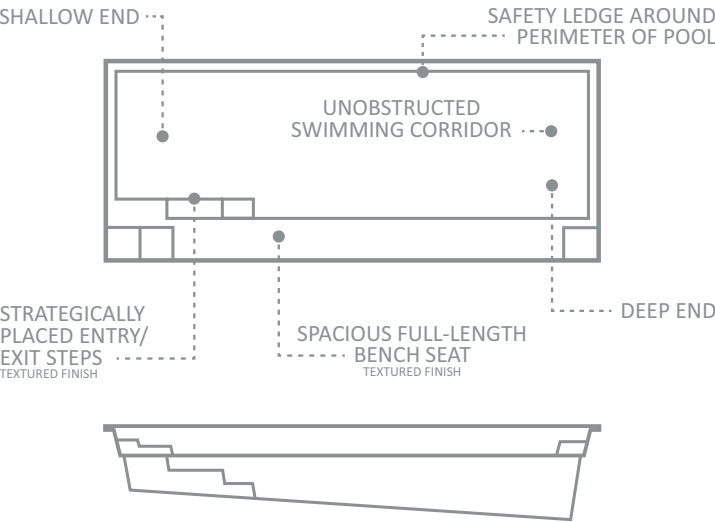 SHALLOW END
SAFETY LEDGE AROUND
PERIMETER OF POOL
UNOBSTRUCTED
SWIMMING CORRIDOR
STRATEGICALLY
PLACED ENTRY/
EXIT STEPS
TEXTURED FINISH
SPACIOUS FULL-LENGTH
BENCH SEAT
TEXTURED FINISH
DEEP END